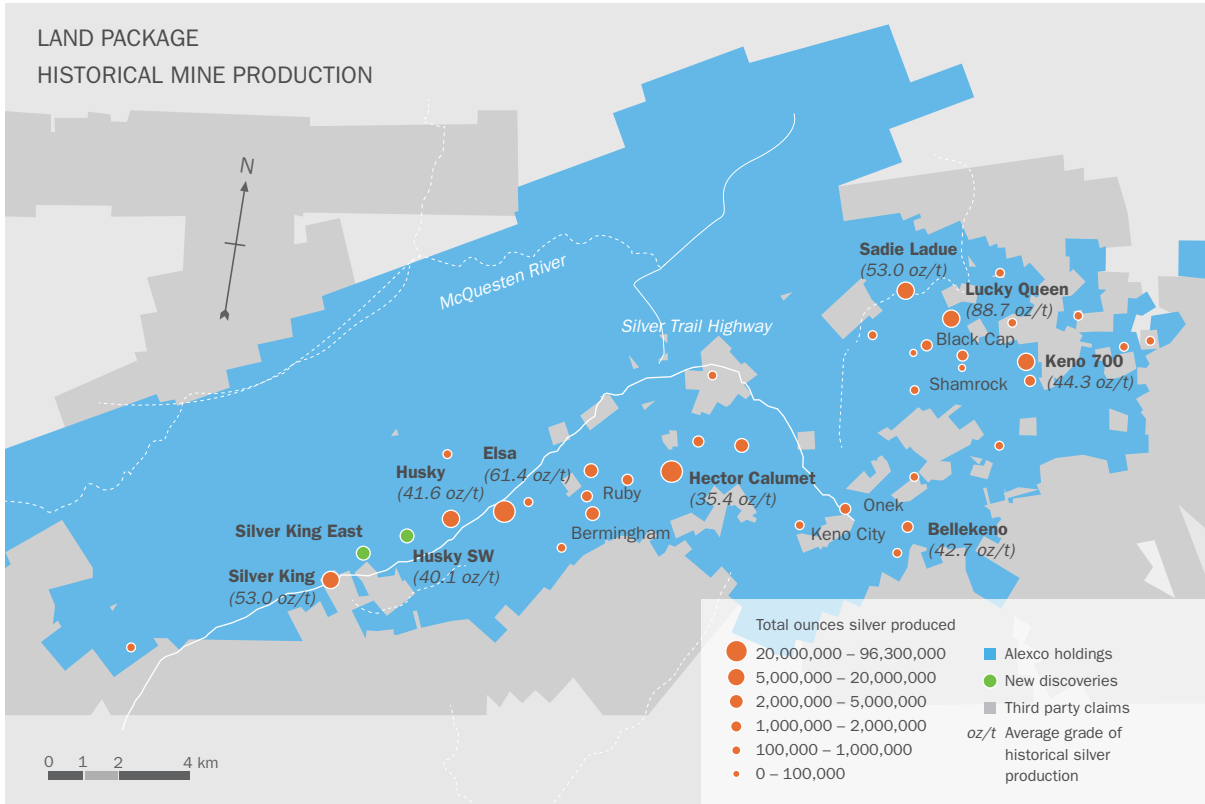 LAND PACKAGE
HISTORICAL MINE PRODUCTION
N
McQuesten River
Silver Trail Highway
Sadie Ladue
(53.0 oz/t)
Lucky Queen
(88.7 oz/t)
Black Cap
Keno 700
(44.3 oz/t)
Shamrock
Elsa
(61.4 oz/t)
Husky
(41.6 oz/t)
Hector Calumet
(35.4 oz/t)
Ruby
Bermingham
Onek
Keno City
Bellekeno
(42.7 oz/t)
Silver King East
Husky SW
(40.1 oz/t)
Silver King
(53.0 oz/t)
Total ounces silver produced
20,000,000 – 96,300,000
5,000,000 – 20,000,000
2,000,000 – 5,000,000
1,000,000 – 2,000,000
100,000 – 1,000,000
0 – 100,000
Alexco holdings
New discoveries
Third party claims
oz/t Average grade of
historical silver
production
0 1 2 4 km